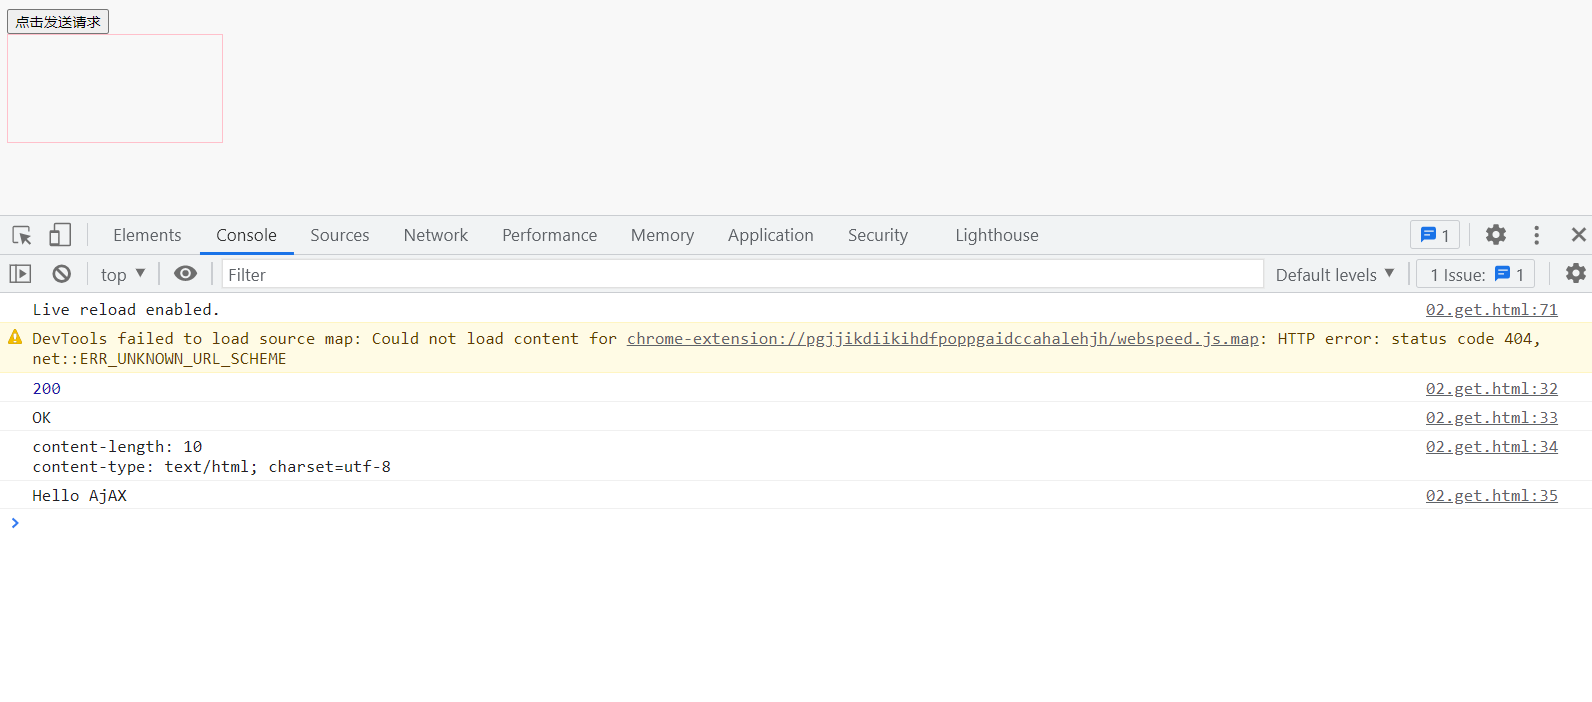 点击发送请求
Elements Console Sources Network Performance Memory Application Security Lighthouse 1
top Filter Default levels 1 Issue: 1
Live reload enabled. 02.get.html:71
DevTools failed to load source map: Could not load content for chrome-extension://pgjjikdiikihdfpoppgaidccahalehjh/webspeed.js.map: HTTP error: status code 404,
net::ERR_UNKNOWN_URL_SCHEME
200 02.get.html:32
OK 02.get.html:33
content-length: 10 02.get.html:34
content-type: text/html; charset=utf-8
Hello AjAX 02.get.html:35